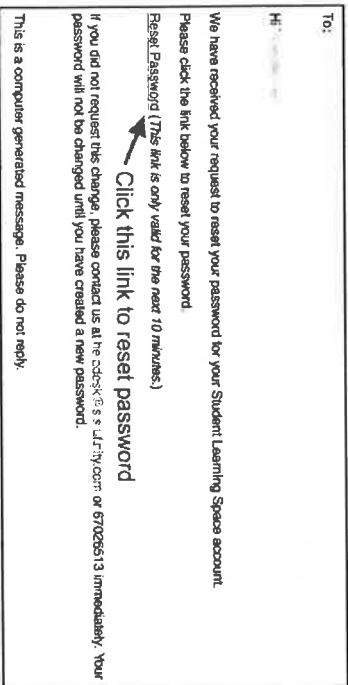 To:
Hi
We have received your request to reset your password for your Student Learning Space account.
Please click the link below to reset your password.
Reset Password (This link is only valid for the next 10 minutes.)
Click this link to reset password
If you did not request this change, please contact us at or 67026513 immediately. Your
password will not be changed until you have created a new password.
This is a computer generated message. Please do not reply.